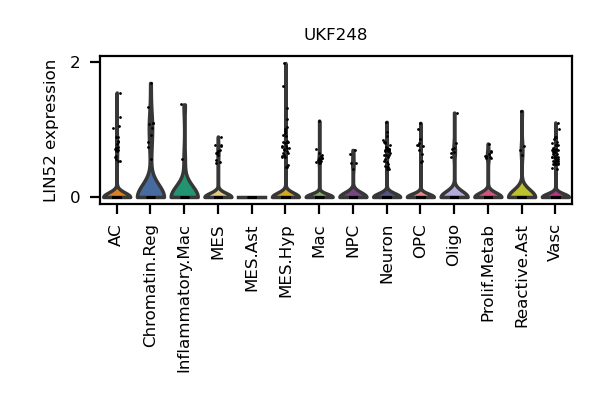 UKF248
LIN52 expression
2
0
AC
Chromatin.Reg
Inflammatory.Mac
MES
MES.Ast
MES.Hyp
Mac
NPC
Neuron
OPC
Oligo
Prolif.Metab
Reactive.Ast
Vasc